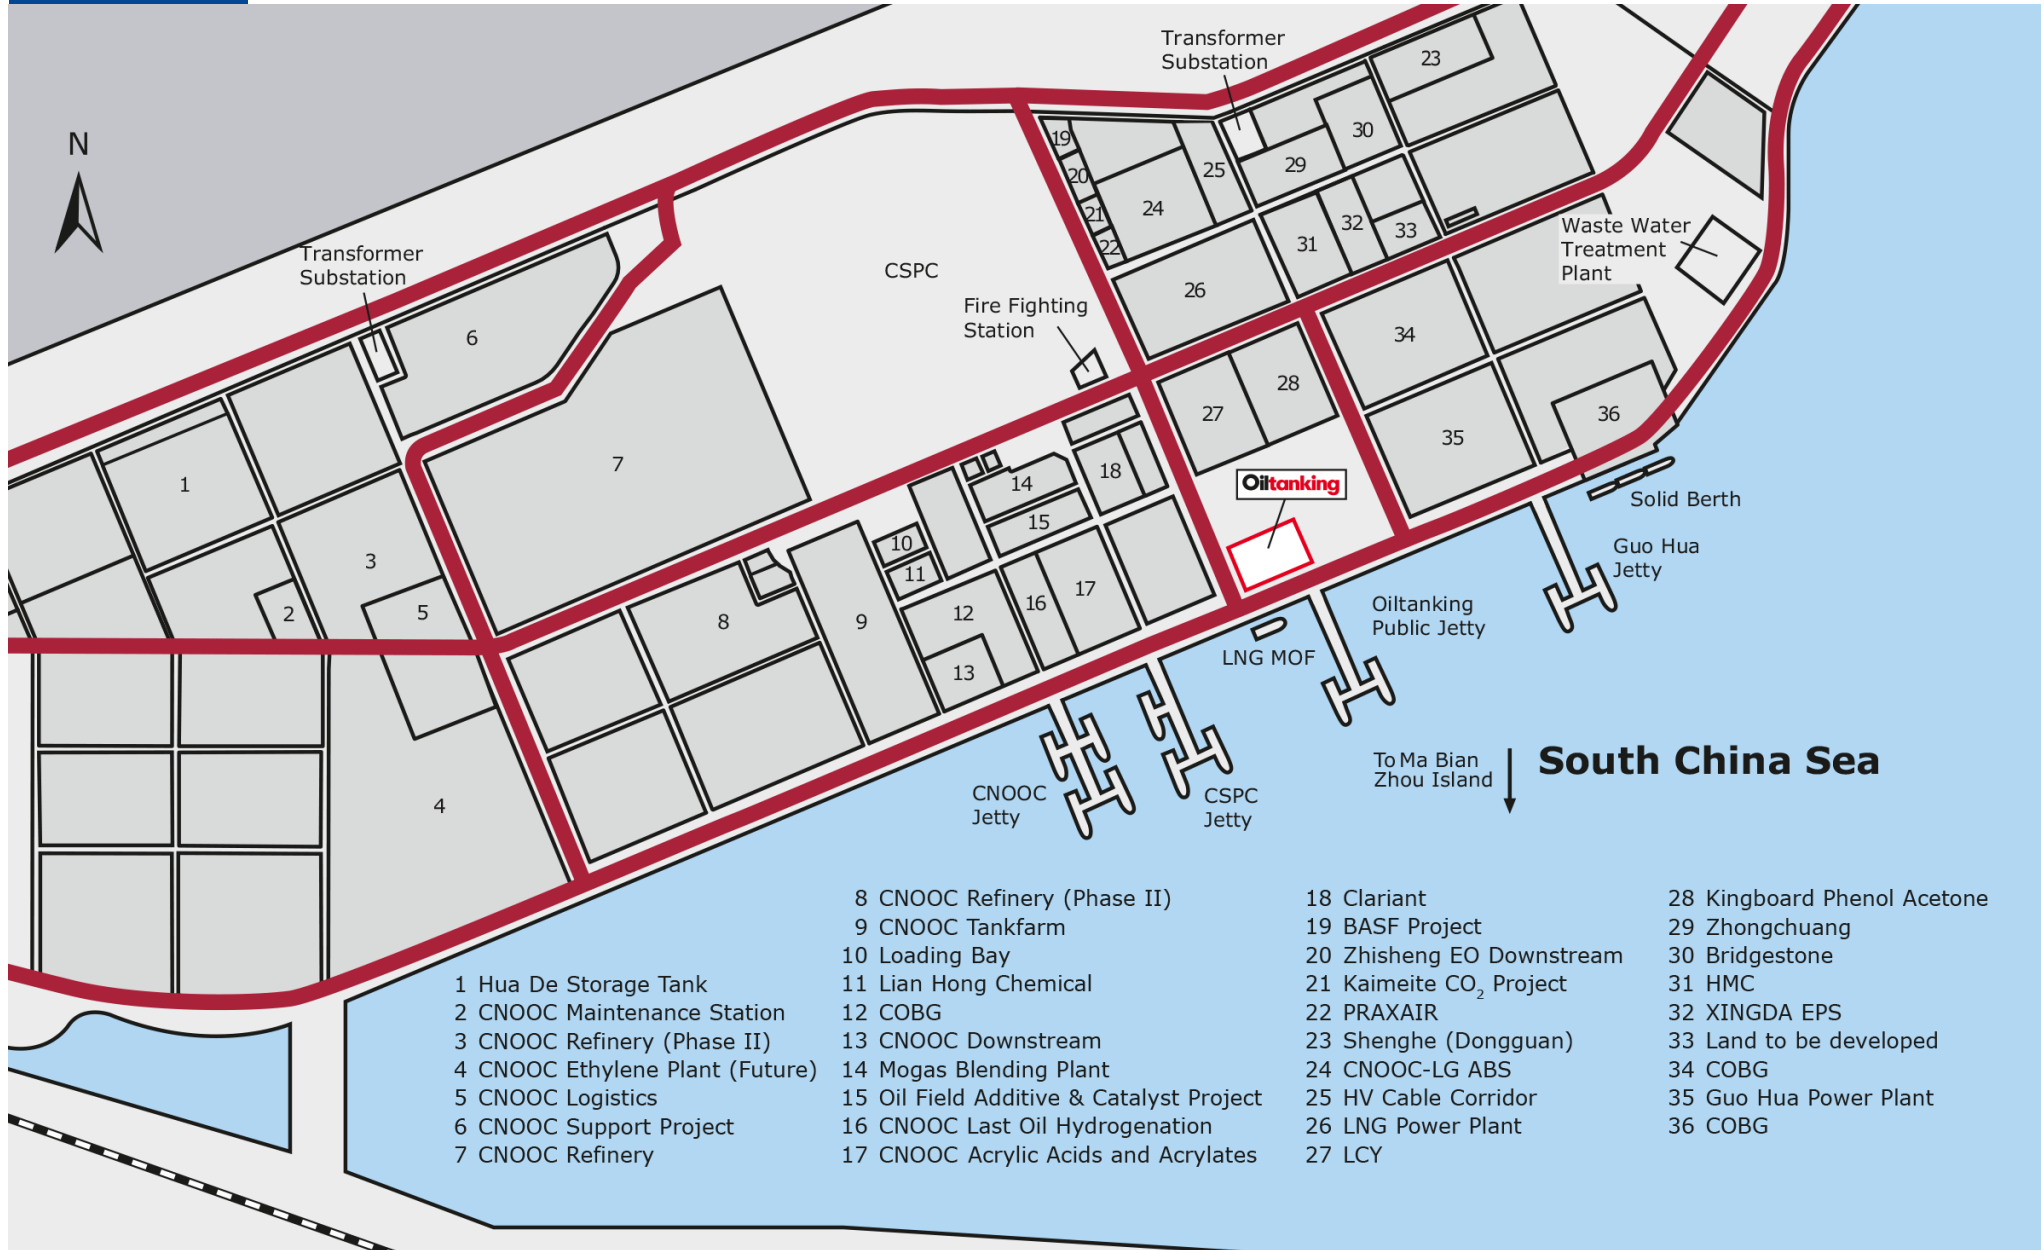 Transformer
Substation
23
N
30
19
25
29
20
24
21
32
33
22
31
Waste Water
Treatment
Plant
Transformer
Substation
CSPC
26
Fire Fighting
Station
6
34
28
27
36
35
7
1
18
14
Oiltanking
Solid Berth
15
10
Guo Hua
Jetty
3
11
17
16
Oiltanking
Public Jetty
2
5
8
9
12
LNG MOF
13
To Ma Bian
Zhou Island
South China Sea
4
CNOOC
Jetty
CSPC
Jetty
1 Hua De Storage Tank
2 CNOOC Maintenance Station
3 CNOOC Refinery (Phase II)
4 CNOOC Ethylene Plant (Future)
5 CNOOC Logistics
6 CNOOC Support Project
7 CNOOC Refinery
8 CNOOC Refinery (Phase II)
9 CNOOC Tankfarm
10 Loading Bay
11 Lian Hong Chemical
12 COBG
13 CNOOC Downstream
14 Mogas Blending Plant
15 Oil Field Additive & Catalyst Project
16 CNOOC Last Oil Hydrogenation
17 CNOOC Acrylic Acids and Acrylates
18 Clariant
19 BASF Project
20 Zhisheng EO Downstream
21 Kaimeite CO₂ Project
22 PRAXAIR
23 Shenghe (Dongguan)
24 CNOOC-LG ABS
25 HV Cable Corridor
26 LNG Power Plant
27 LCY
28 Kingboard Phenol Acetone
29 Zhongchuang
30 Bridgestone
31 HMC
32 XINGDA EPS
33 Land to be developed
34 COBG
35 Guo Hua Power Plant
36 COBG